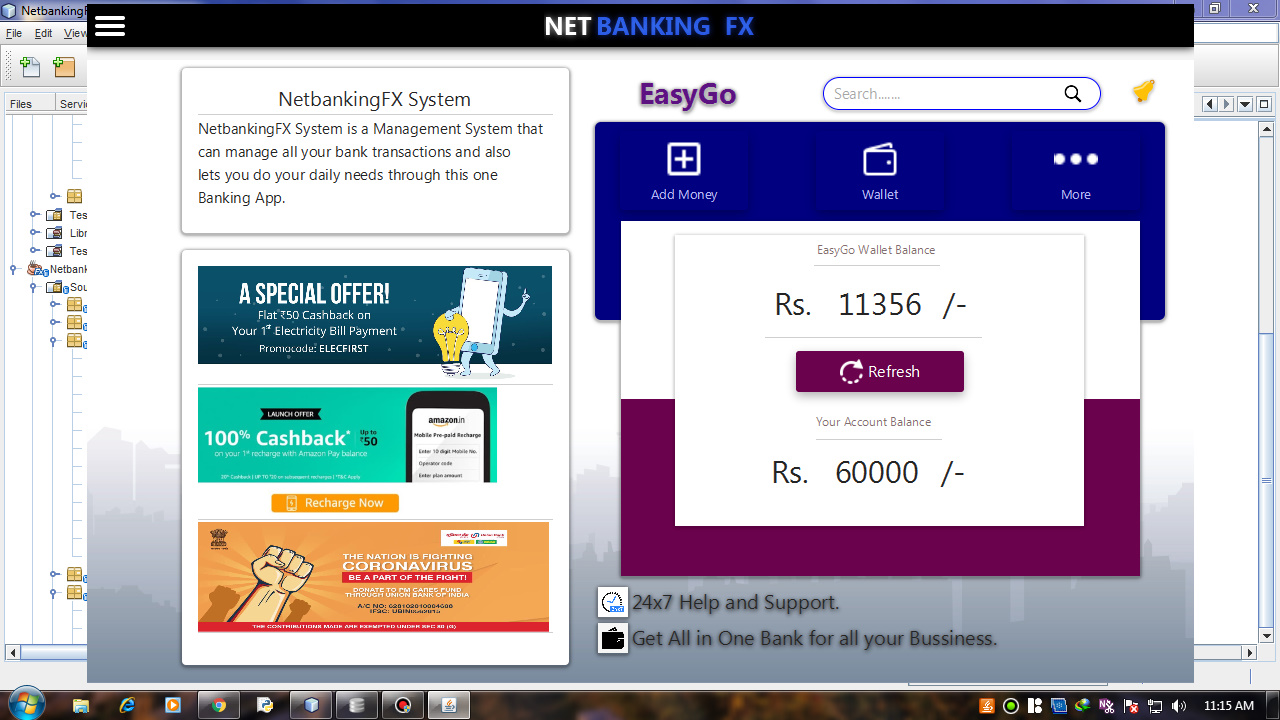 NetbankingF
File
Edit
View
Files
Servi
Tes
Libr
Tes
Netbank
Sou
NET BANKING FX
NetbankingFX System
NetbankingFX System is a Management System that
can manage all your bank transactions and also
lets you do your daily needs through this one
Banking App.
A SPECIAL OFFER!
Flat ₹50 Cashback on
Your 1st Electricity Bill Payment
Promocode: ELECFIRST
LAUNCH OFFER
100% Cashback* Up to ₹50
on your 1st recharge with Amazon Pay balance
amazon.in
Mobile Pre-paid Recharge
Enter 10 digit Mobile No.
Operator code
Enter plan amount
Recharge Now
THE NATION IS FIGHTING
CORONAVIRUS
BE A PART OF THE FIGHT!
DONATE TO PM CARES FUND
THROUGH UNION BANK OF INDIA
THE CONTRIBUTIONS MADE ARE EXEMPTED UNDER SEC 80 (G)
EasyGo
Search.......
Add Money
Wallet
More
EasyGo Wallet Balance
Rs. 11356 /-
Refresh
Your Account Balance
Rs. 60000 /-
24x7 Help and Support.
Get All in One Bank for all your Bussiness.
11:15 AM